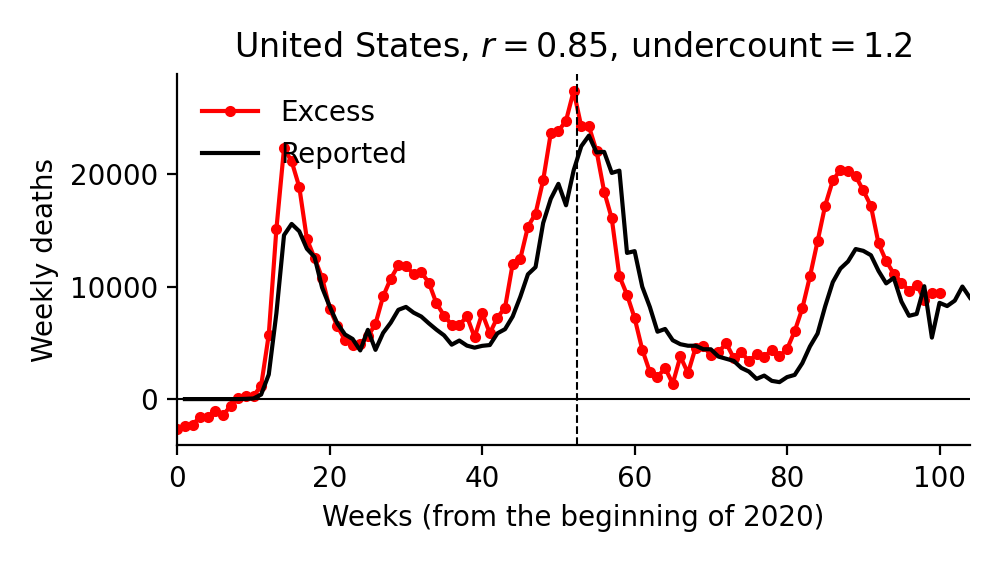 United States, r = 0.85, undercount = 1.2
Excess
Reported
Weekly deaths
20000
10000
0
0 20 40 60 80 100
Weeks (from the beginning of 2020)